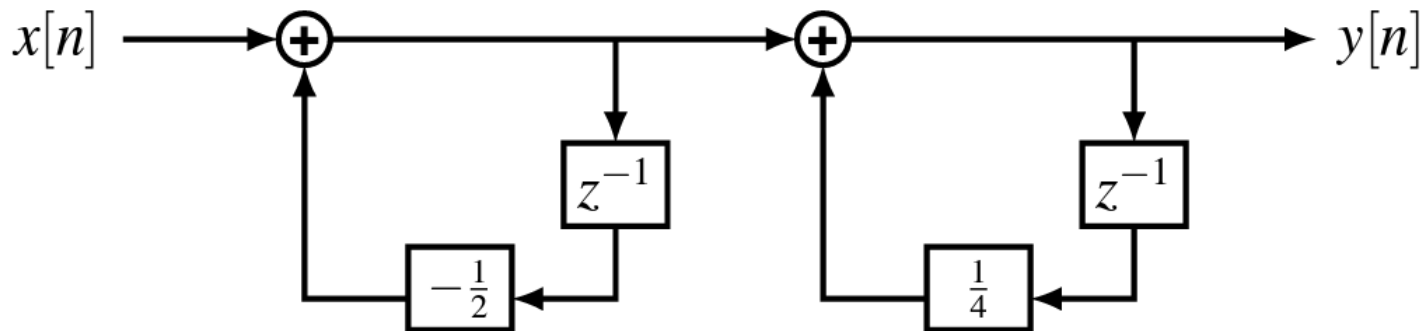 x[n] + + y[n]
z⁻¹ z⁻¹
−1/2 1/4